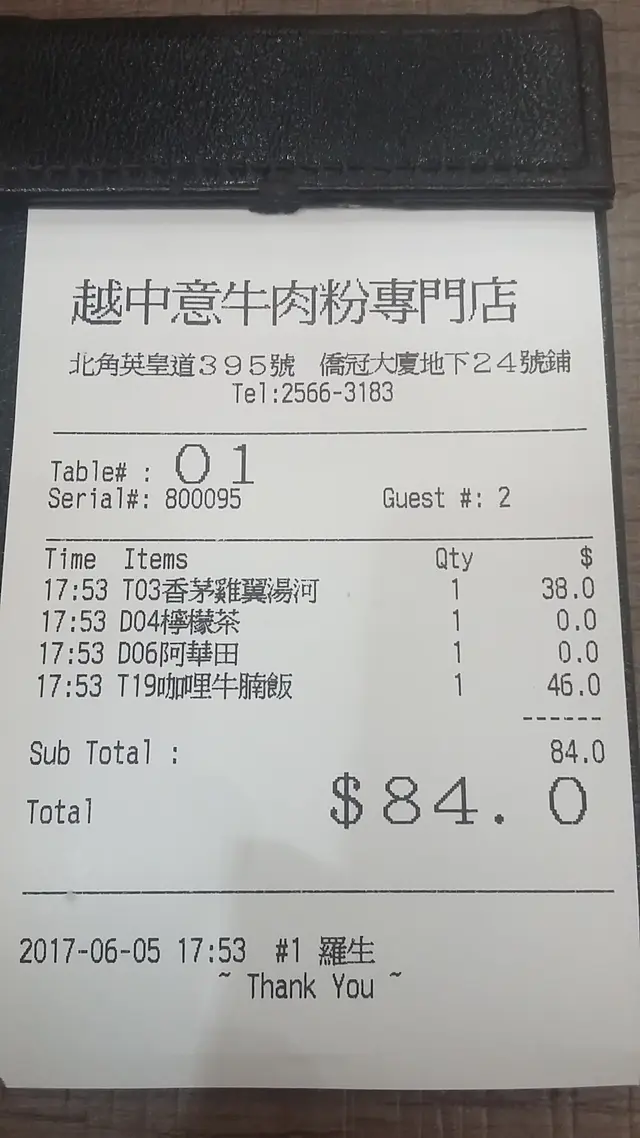 越中意牛肉粉專門店
北角英皇道395號 僑冠大廈地下24號鋪
Tel:2566-3183
Table# : 01
Serial#: 800095 Guest #: 2
Time Items Qty $
17:53 T03香茅雞翼湯河 1 38.0
17:53 D04檸檬茶 1 0.0
17:53 D06阿華田 1 0.0
17:53 T19咖哩牛腩飯 1 46.0
------
Sub Total : 84.0
Total $84.0
2017-06-05 17:53 #1 羅生
~ Thank You ~